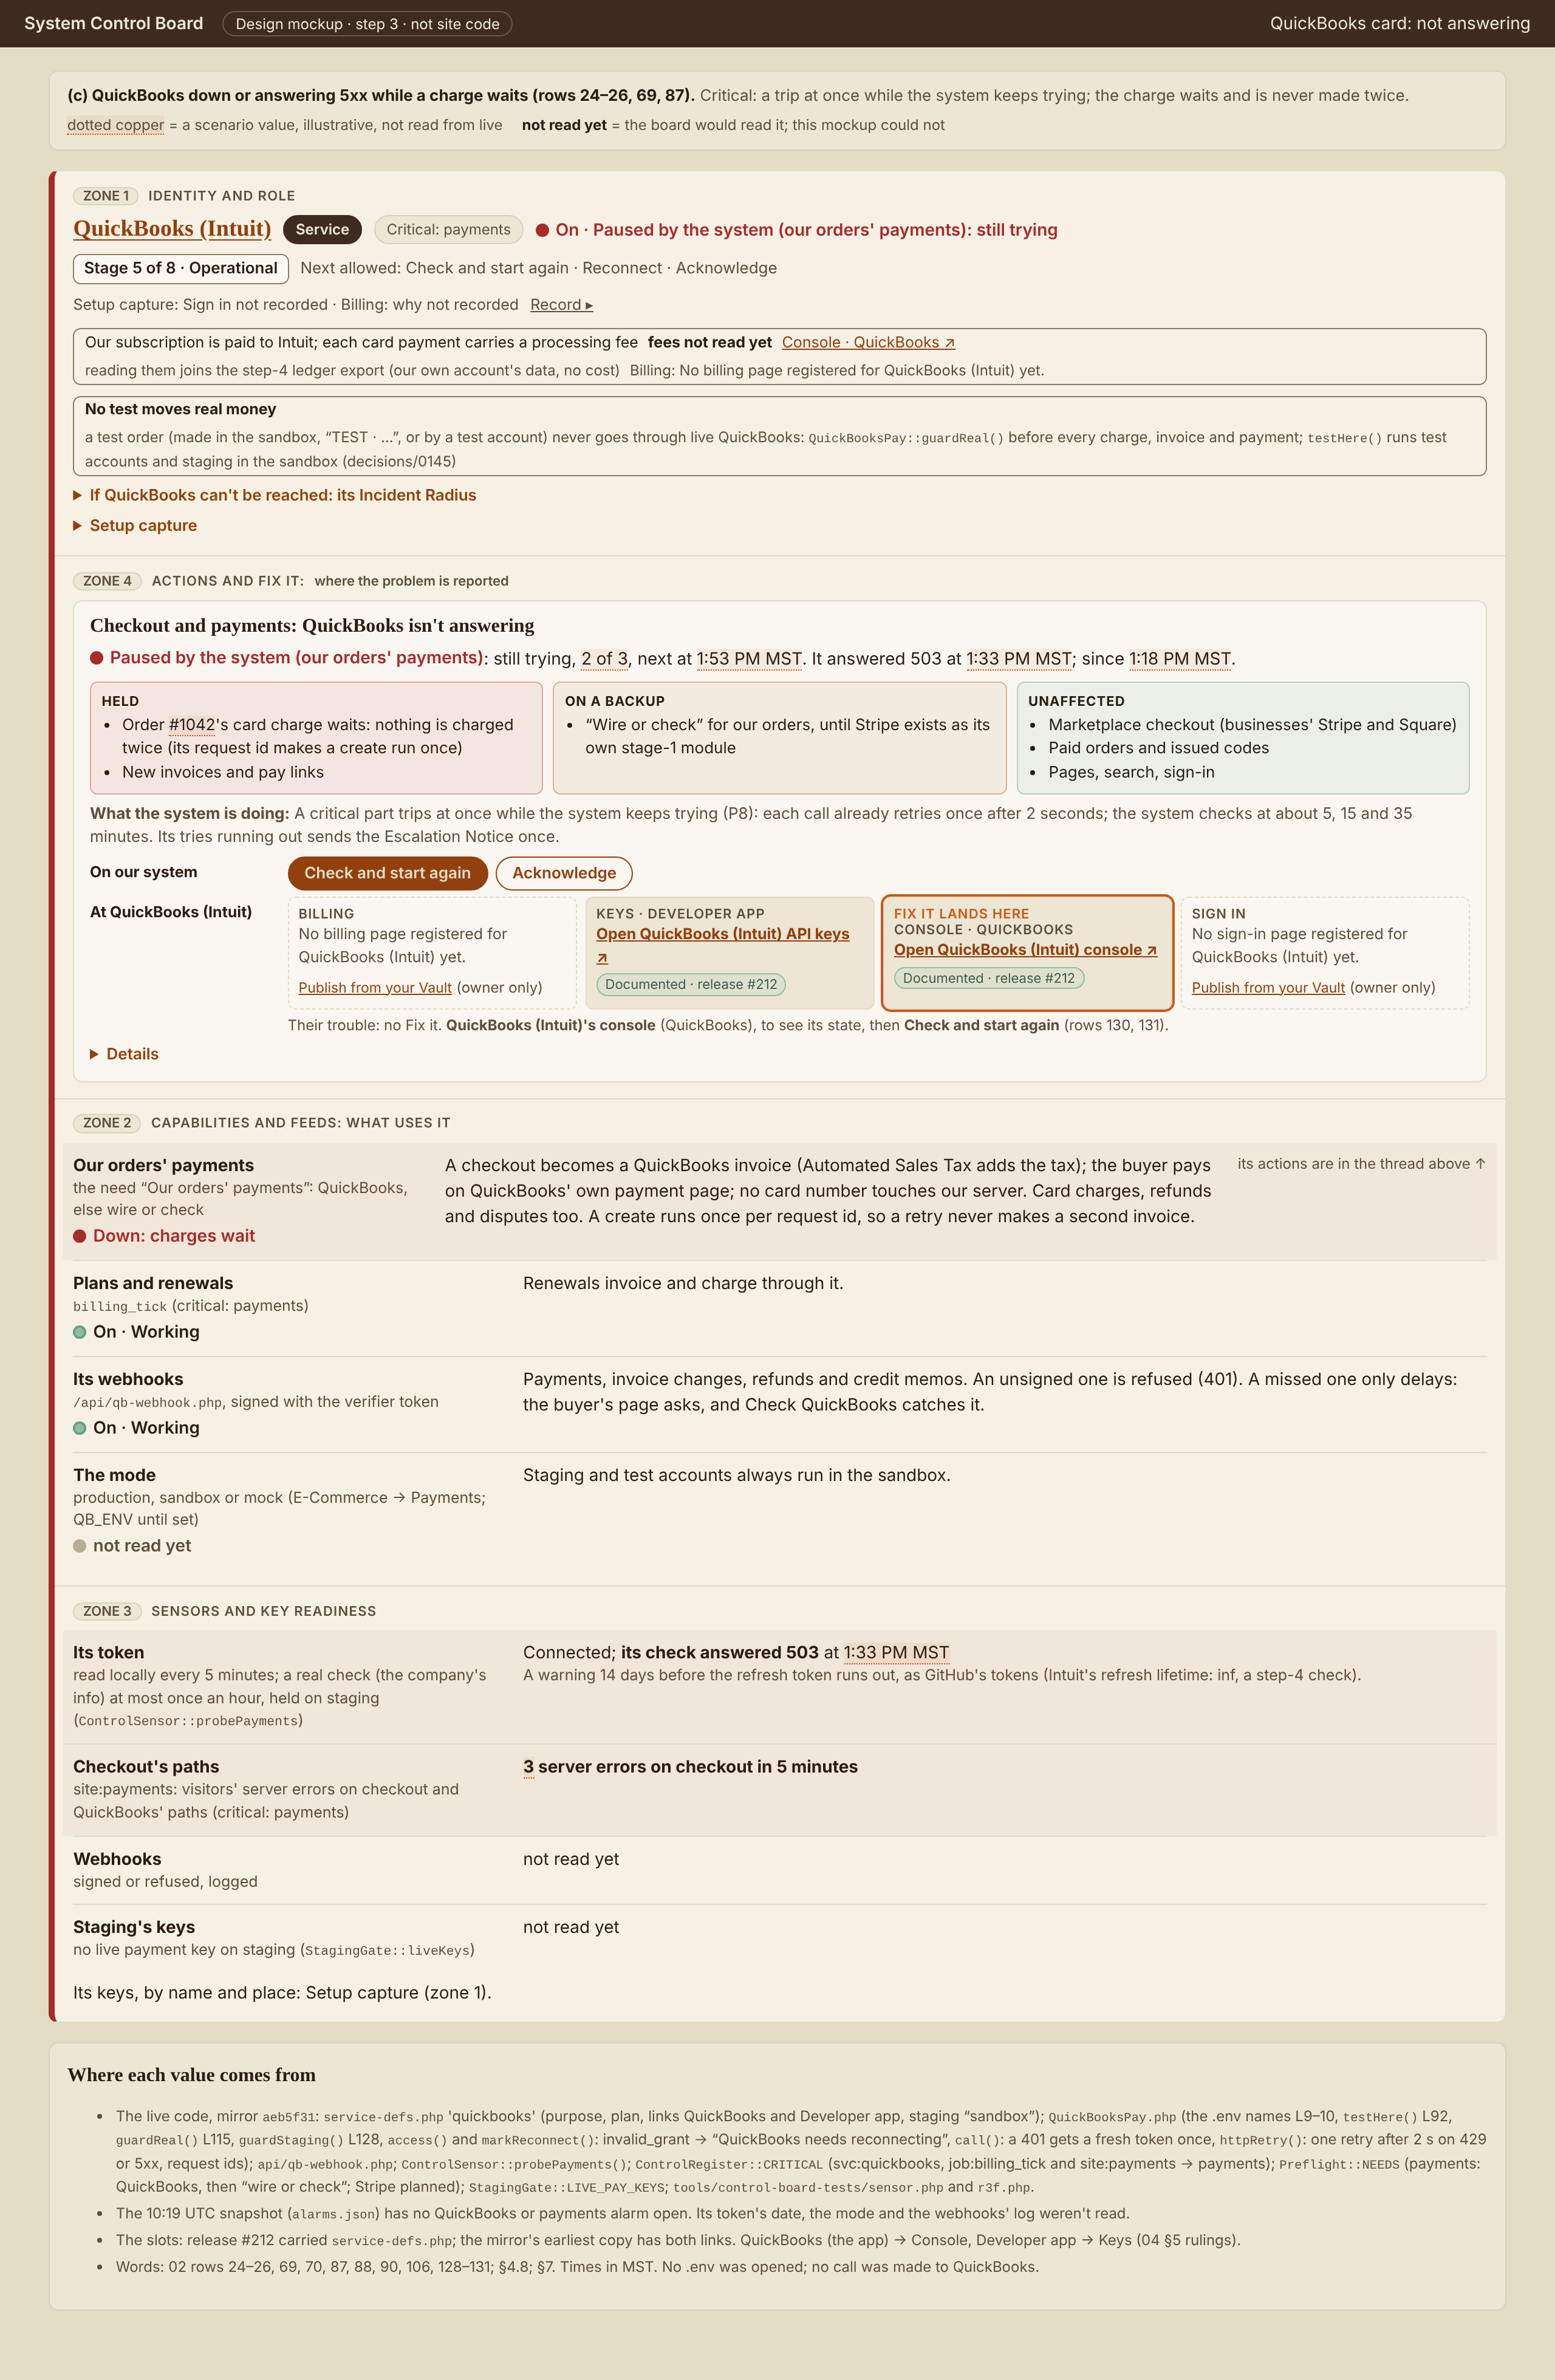 System Control Board
Design mockup · step 3 · not site code
QuickBooks card: not answering
(c) QuickBooks down or answering 5xx while a charge waits (rows 24–26, 69, 87). Critical: a trip at once while the system keeps trying; the charge waits and is never made twice.
dotted copper = a scenario value, illustrative, not read from live not read yet = the board would read it; this mockup could not
ZONE 1 IDENTITY AND ROLE
QuickBooks (Intuit) Service Critical: payments On · Paused by the system (our orders' payments): still trying
Stage 5 of 8 · Operational Next allowed: Check and start again · Reconnect · Acknowledge
Setup capture: Sign in not recorded · Billing: why not recorded Record ▸
Our subscription is paid to Intuit; each card payment carries a processing fee fees not read yet Console · QuickBooks ↗
reading them joins the step-4 ledger export (our own account's data, no cost) Billing: No billing page registered for QuickBooks (Intuit) yet.
No test moves real money
a test order (made in the sandbox, “TEST · …”, or by a test account) never goes through live QuickBooks: QuickBooksPay::guardReal() before every charge, invoice and payment; testHere() runs test
accounts and staging in the sandbox (decisions/0145)
▶ If QuickBooks can't be reached: its Incident Radius
▶ Setup capture
ZONE 4 ACTIONS AND FIX IT: where the problem is reported
Checkout and payments: QuickBooks isn't answering
Paused by the system (our orders' payments): still trying, 2 of 3, next at 1:53 PM MST. It answered 503 at 1:33 PM MST; since 1:18 PM MST.
HELD
• Order #1042's card charge waits: nothing is charged
twice (its request id makes a create run once)
• New invoices and pay links
ON A BACKUP
• “Wire or check” for our orders, until Stripe exists as its
own stage-1 module
UNAFFECTED
• Marketplace checkout (businesses' Stripe and Square)
• Paid orders and issued codes
• Pages, search, sign-in
What the system is doing: A critical part trips at once while the system keeps trying (P8): each call already retries once after 2 seconds; the system checks at about 5, 15 and 35
minutes. Its tries running out sends the Escalation Notice once.
On our system Check and start again Acknowledge
At QuickBooks (Intuit)
BILLING
No billing page registered for
QuickBooks (Intuit) yet.
Publish from your Vault (owner only)
KEYS · DEVELOPER APP
Open QuickBooks (Intuit) API keys
↗
Documented · release #212
FIX IT LANDS HERE
CONSOLE · QUICKBOOKS
Open QuickBooks (Intuit) console ↗
Documented · release #212
SIGN IN
No sign-in page registered for
QuickBooks (Intuit) yet.
Publish from your Vault (owner only)
Their trouble: no Fix it. QuickBooks (Intuit)'s console (QuickBooks), to see its state, then Check and start again (rows 130, 131).
▶ Details
ZONE 2 CAPABILITIES AND FEEDS: WHAT USES IT
Our orders' payments
the need “Our orders' payments”: QuickBooks,
else wire or check
Down: charges wait
A checkout becomes a QuickBooks invoice (Automated Sales Tax adds the tax); the buyer pays
on QuickBooks' own payment page; no card number touches our server. Card charges, refunds
and disputes too. A create runs once per request id, so a retry never makes a second invoice.
its actions are in the thread above ↑
Plans and renewals
billing_tick (critical: payments)
On · Working
Renewals invoice and charge through it.
Its webhooks
/api/qb-webhook.php, signed with the verifier token
On · Working
Payments, invoice changes, refunds and credit memos. An unsigned one is refused (401). A missed one only delays:
the buyer's page asks, and Check QuickBooks catches it.
The mode
production, sandbox or mock (E-Commerce → Payments;
QB_ENV until set)
not read yet
Staging and test accounts always run in the sandbox.
ZONE 3 SENSORS AND KEY READINESS
Its token
read locally every 5 minutes; a real check (the company's
info) at most once an hour, held on staging
(ControlSensor::probePayments)
Connected; its check answered 503 at 1:33 PM MST
A warning 14 days before the refresh token runs out, as GitHub's tokens (Intuit's refresh lifetime: inf, a step-4 check).
Checkout's paths
site:payments: visitors' server errors on checkout and
QuickBooks' paths (critical: payments)
3 server errors on checkout in 5 minutes
Webhooks
signed or refused, logged
not read yet
Staging's keys
no live payment key on staging (StagingGate::liveKeys)
not read yet
Its keys, by name and place: Setup capture (zone 1).
Where each value comes from
• The live code, mirror aeb5f31: service-defs.php 'quickbooks' (purpose, plan, links QuickBooks and Developer app, staging “sandbox”); QuickBooksPay.php (the .env names L9–10, testHere() L92,
guardReal() L115, guardStaging() L128, access() and markReconnect(): invalid_grant → “QuickBooks needs reconnecting”, call(): a 401 gets a fresh token once, httpRetry(): one retry after 2 s on 429
or 5xx, request ids); api/qb-webhook.php; ControlSensor::probePayments(); ControlRegister::CRITICAL (svc:quickbooks, job:billing_tick and site:payments → payments); Preflight::NEEDS (payments:
QuickBooks, then “wire or check”; Stripe planned); StagingGate::LIVE_PAY_KEYS; tools/control-board-tests/sensor.php and r3f.php.
• The 10:19 UTC snapshot (alarms.json) has no QuickBooks or payments alarm open. Its token's date, the mode and the webhooks' log weren't read.
• The slots: release #212 carried service-defs.php; the mirror's earliest copy has both links. QuickBooks (the app) → Console, Developer app → Keys (04 §5 rulings).
• Words: 02 rows 24–26, 69, 70, 87, 88, 90, 106, 128–131; §4.8; §7. Times in MST. No .env was opened; no call was made to QuickBooks.